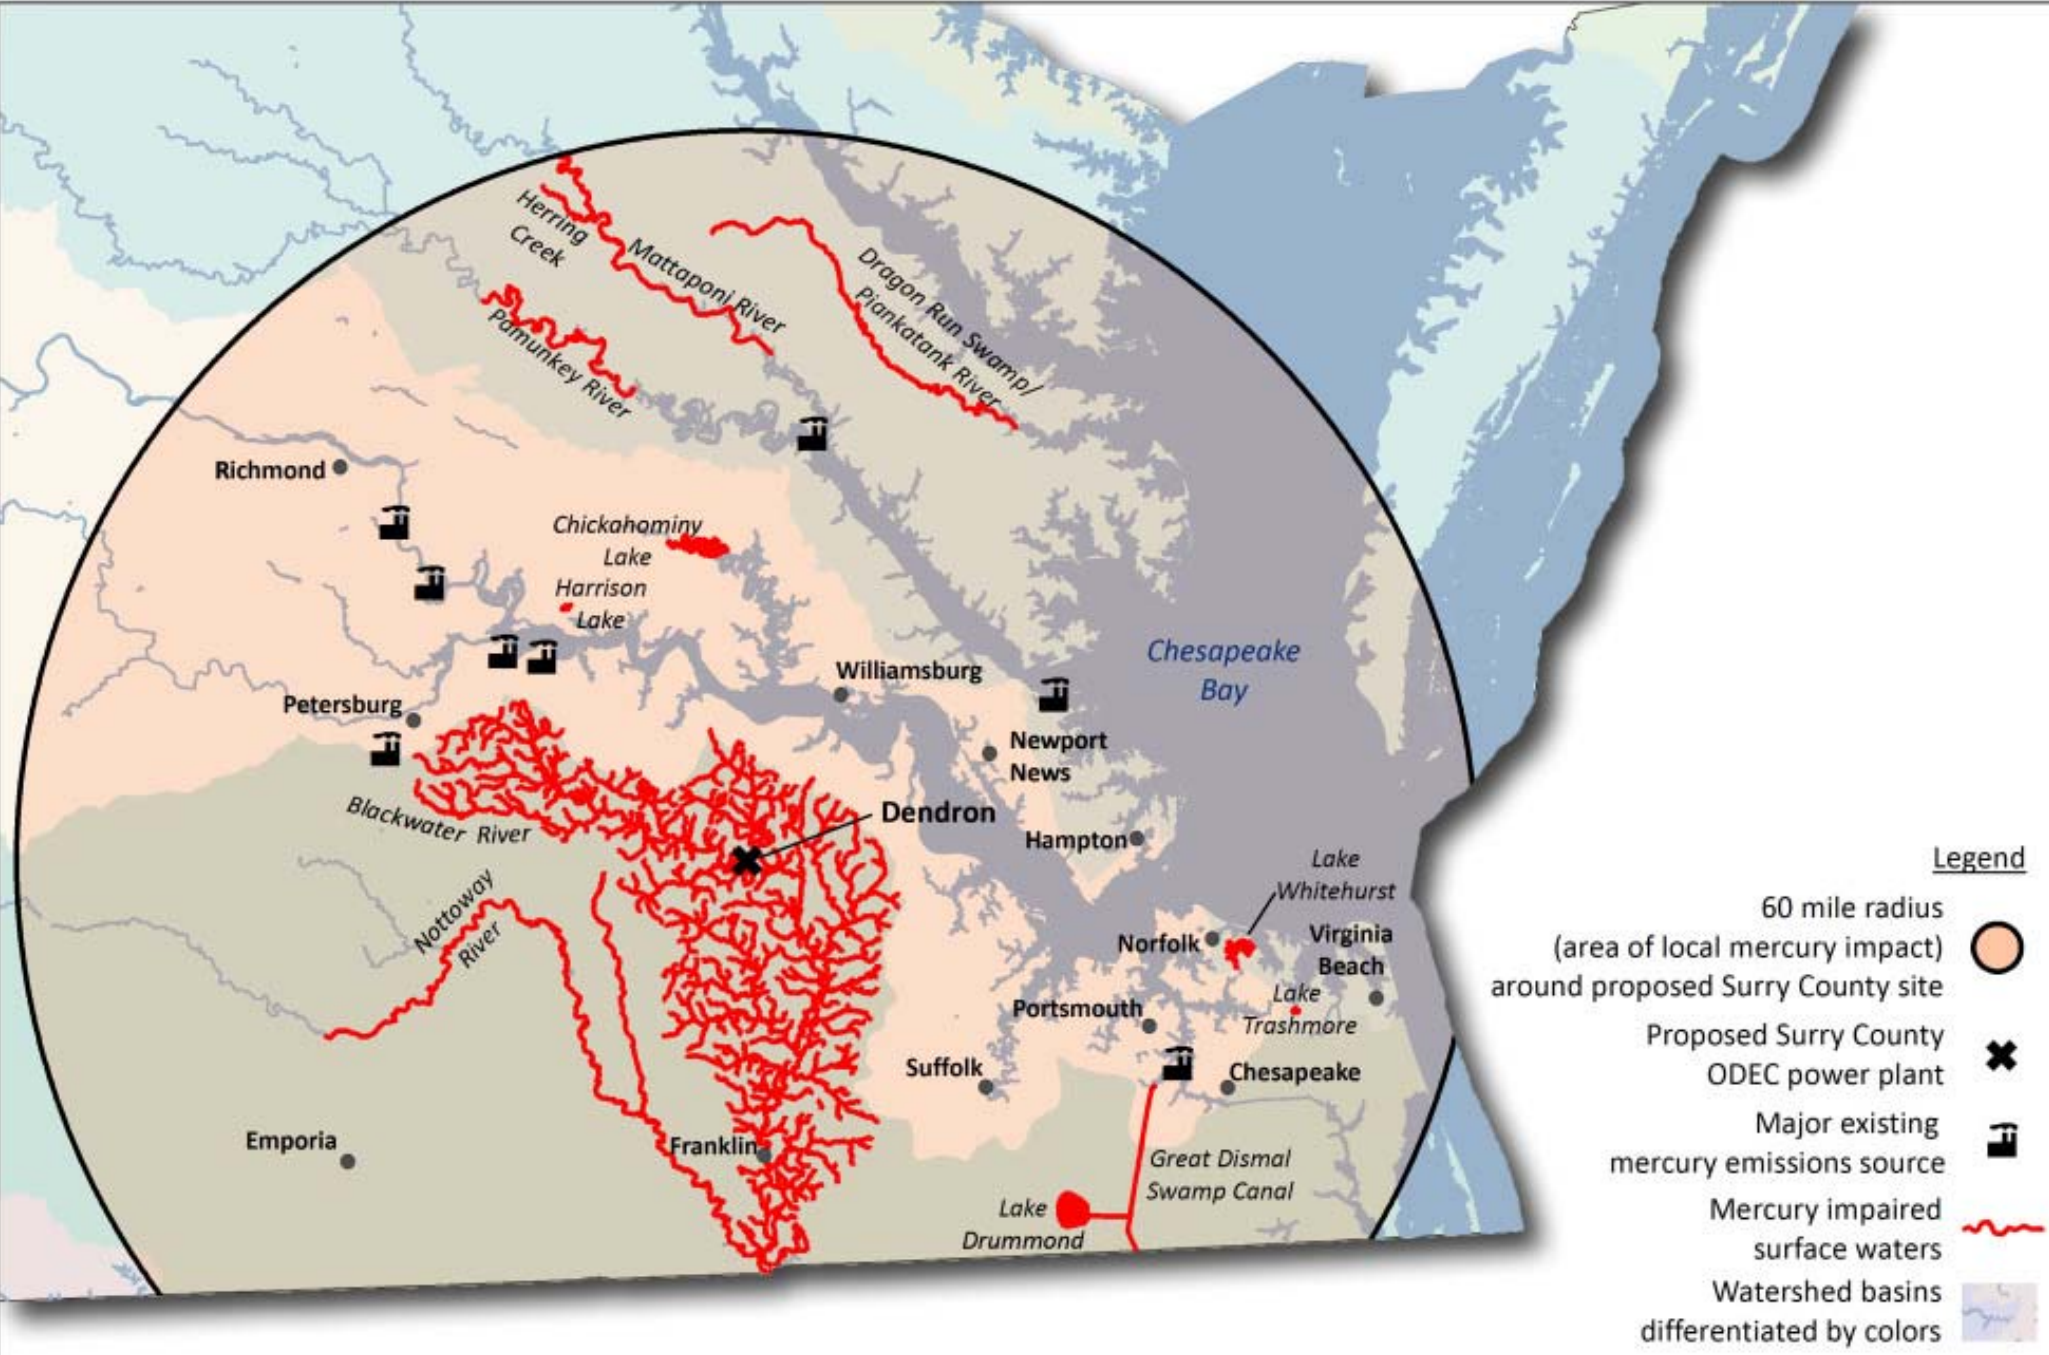 Herring
Creek
Mattaponi River
Dragon Run Swamp/
Piankatank River
Pamunkey River
Richmond
Chickahominy
Lake
Harrison
Lake
Chesapeake
Bay
Williamsburg
Petersburg
Newport
News
Blackwater River
Dendron
Hampton
Lake
Whitehurst
Nottoway
River
Norfolk
Virginia
Beach
Lake
Trashmore
Portsmouth
Suffolk
Chesapeake
Emporia
Franklin
Great Dismal
Swamp Canal
Lake
Drummond
Legend
60 mile radius
(area of local mercury impact)
around proposed Surry County site
Proposed Surry County
ODEC power plant
Major existing
mercury emissions source
Mercury impaired
surface waters
Watershed basins
differentiated by colors